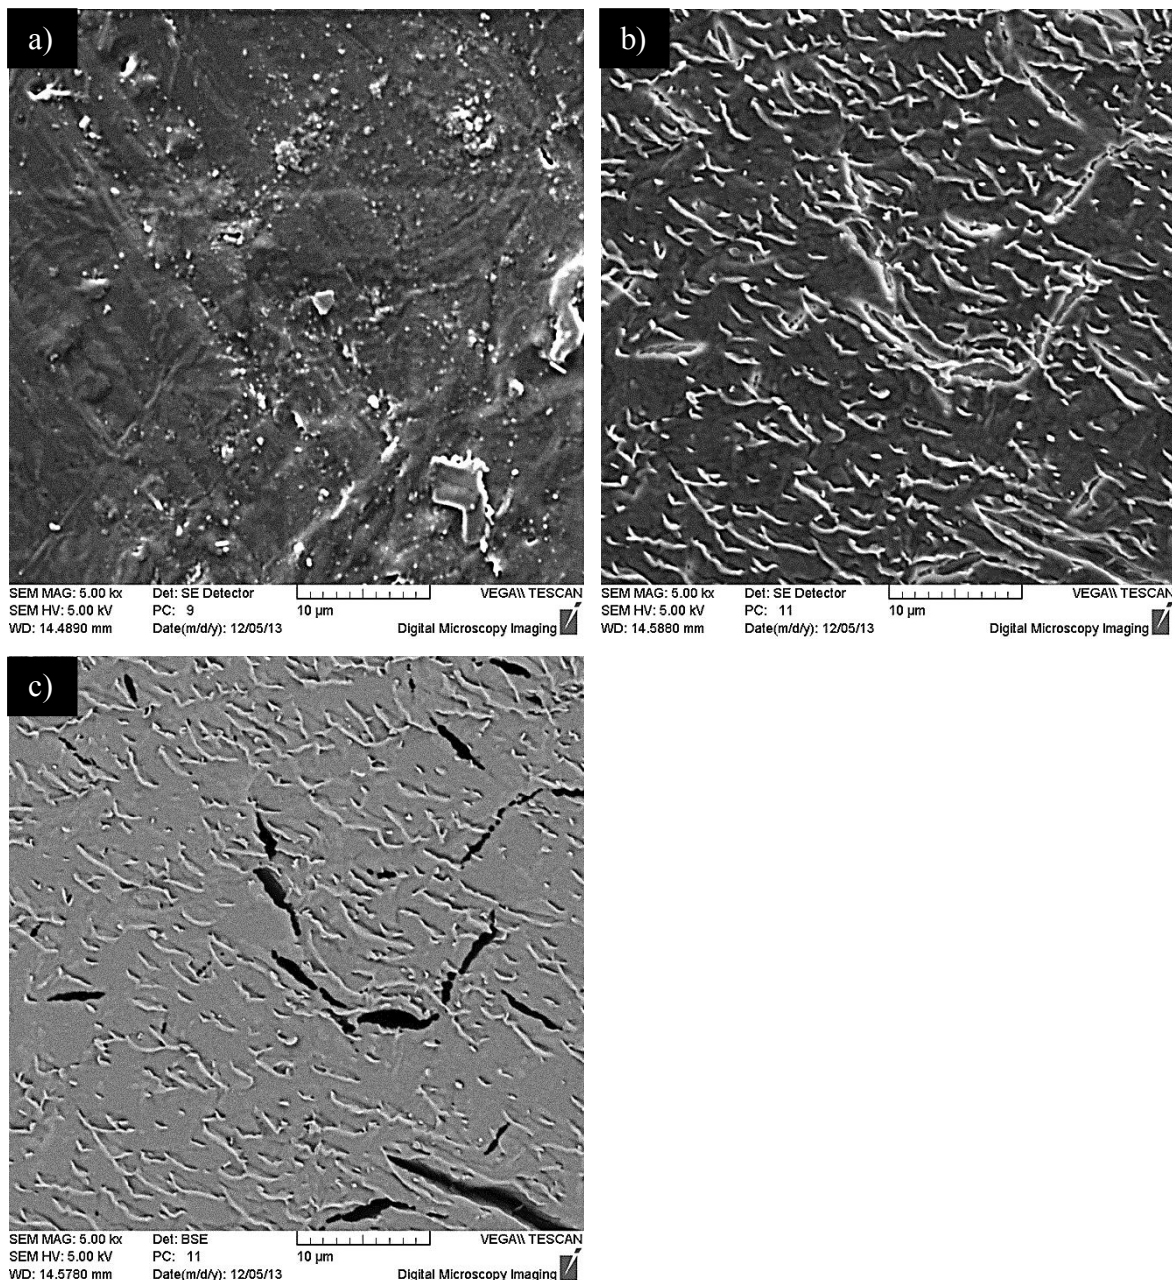 a)
SEM MAG: 5.00 kx Det: SE Detector VEGA\\ TESCAN
SEM HV: 5.00 kV PC: 9 10 µm
WD: 14.4890 mm Date(m/d/y): 12/05/13 Digital Microscopy Imaging
b)
SEM MAG: 5.00 kx Det: SE Detector VEGA\\ TESCAN
SEM HV: 5.00 kV PC: 11 10 µm
WD: 14.5880 mm Date(m/d/y): 12/05/13 Digital Microscopy Imaging
c)
SEM MAG: 5.00 kx Det: BSE VEGA\\ TESCAN
SEM HV: 5.00 kV PC: 11 10 µm
WD: 14.5780 mm Date(m/d/y): 12/05/13 Digital Microscopy Imaging